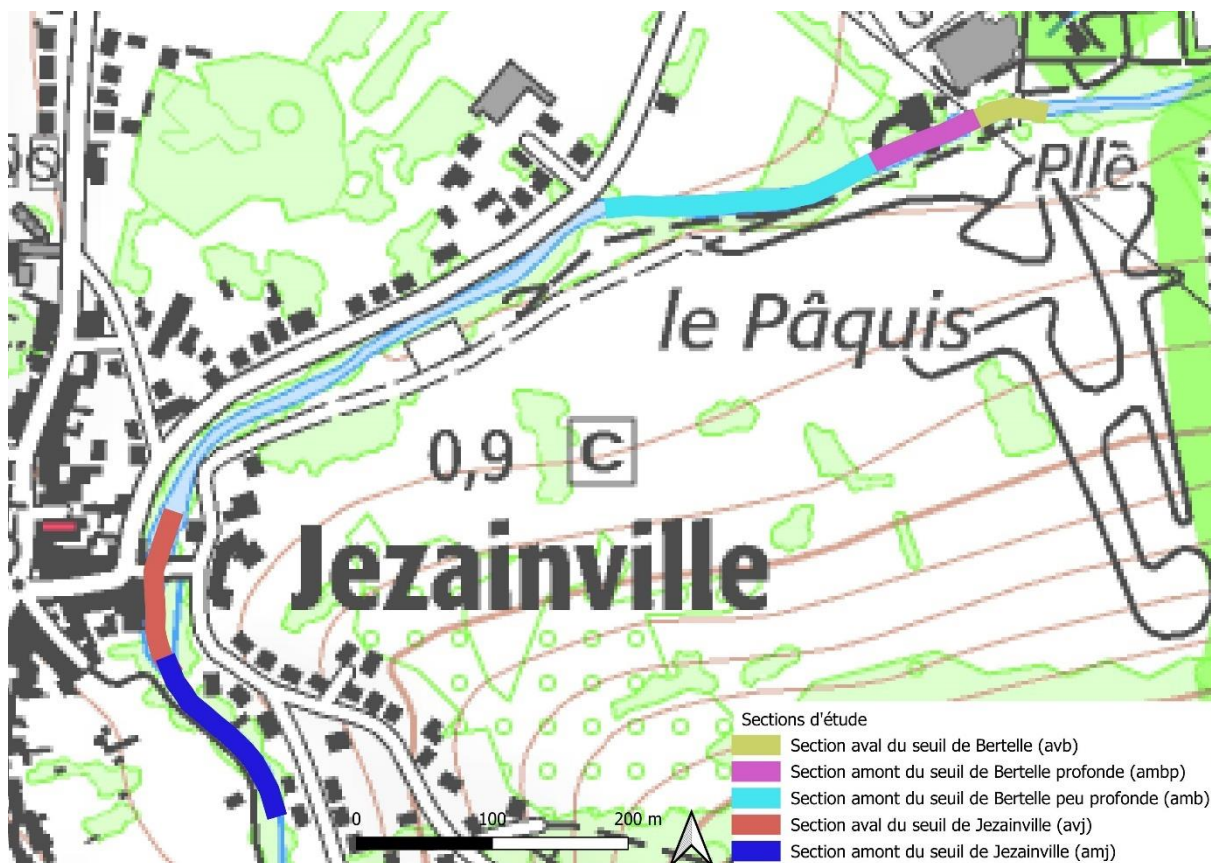 Pllè
le Pâquis
0,9 C
Jezainville
Sections d'étude
Section aval du seuil de Bertelle (avb)
Section amont du seuil de Bertelle profonde (ambp)
Section amont du seuil de Bertelle peu profonde (amb)
Section aval du seuil de Jezainville (avj)
Section amont du seuil de Jezainville (amj)
0 100 200 m